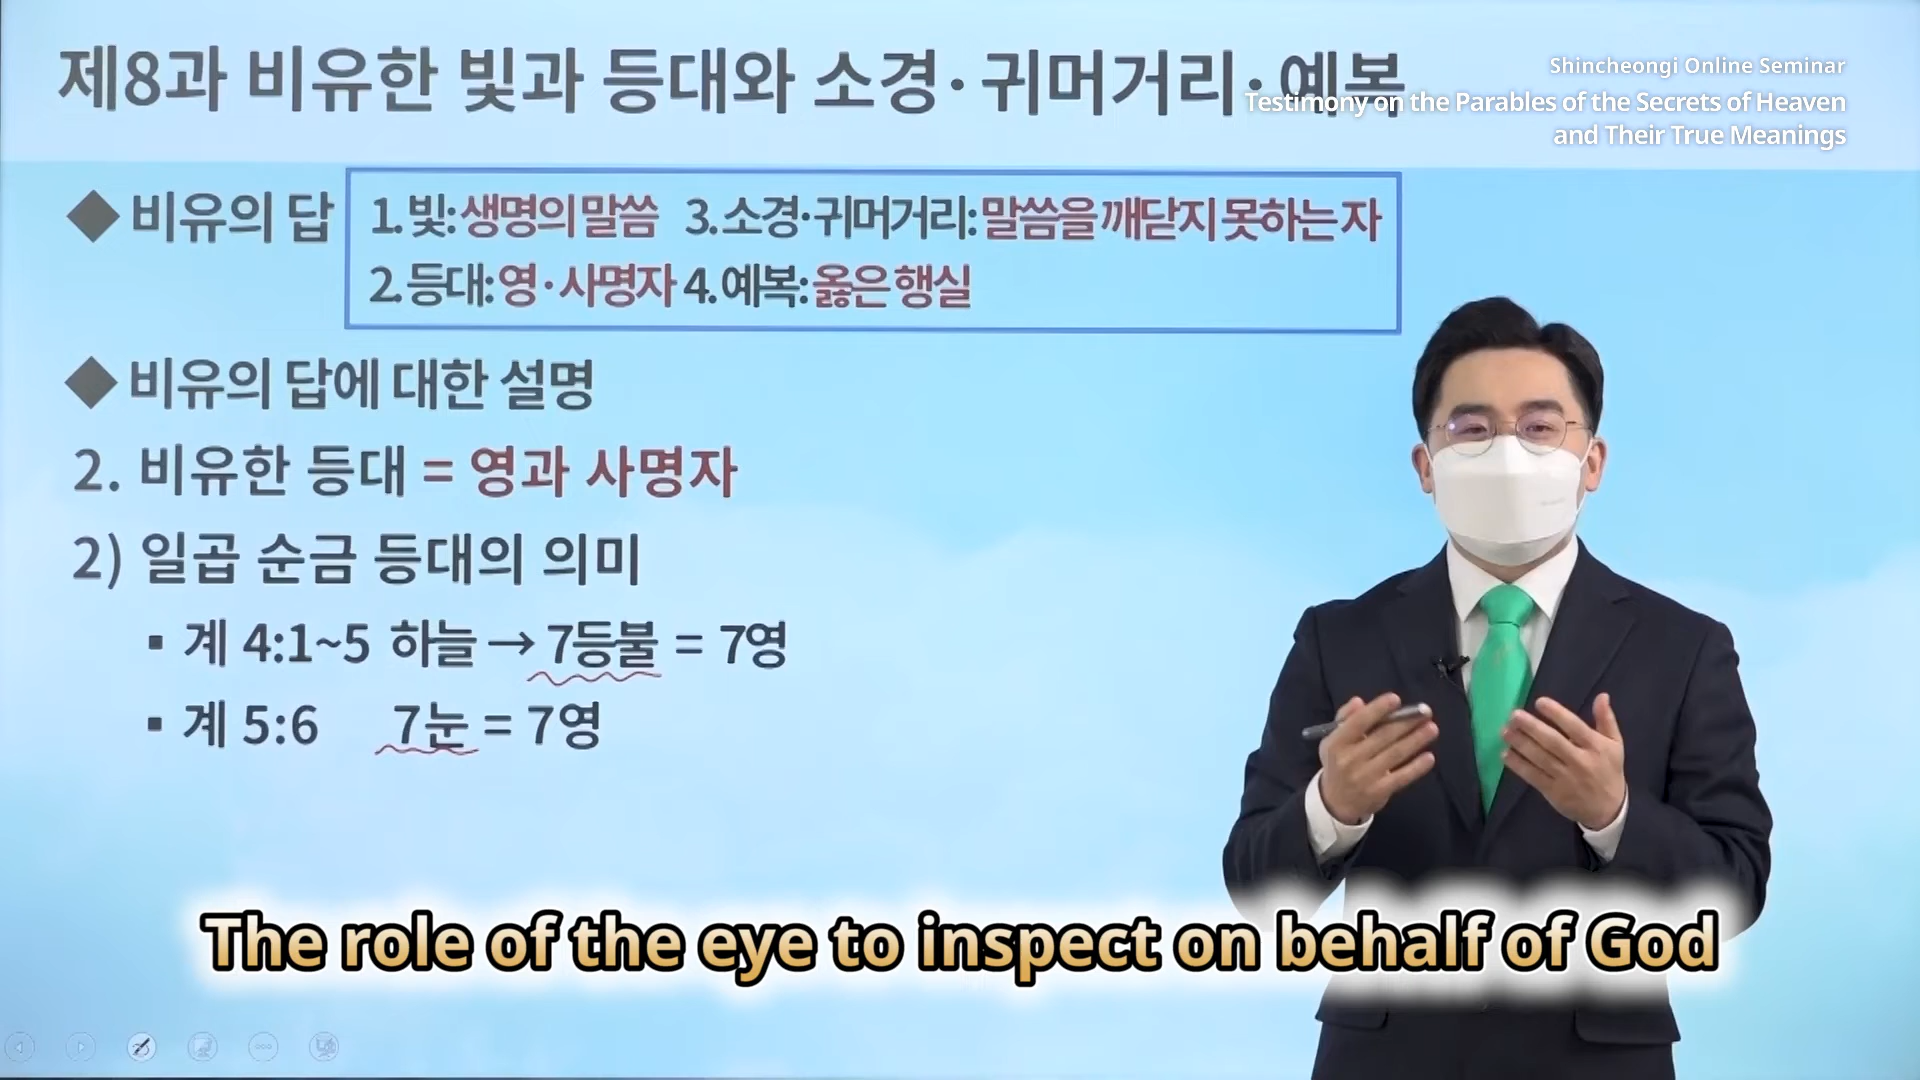 제8과 비유한 빛과 등대와 소경·귀머거리·예복
Shincheongi Online Seminar
Testimony on the Parables of the Secrets of Heaven
and Their True Meanings
◆ 비유의 답
1. 빛: 생명의 말씀 3. 소경·귀머거리: 말씀을 깨닫지 못하는 자
2. 등대: 영·사명자 4. 예복: 옳은 행실
◆ 비유의 답에 대한 설명
2. 비유한 등대 = 영과 사명자
2) 일곱 순금 등대의 의미
▪ 계 4:1~5 하늘 → 7등불 = 7영
▪ 계 5:6 7눈 = 7영
The role of the eye to inspect on behalf of God